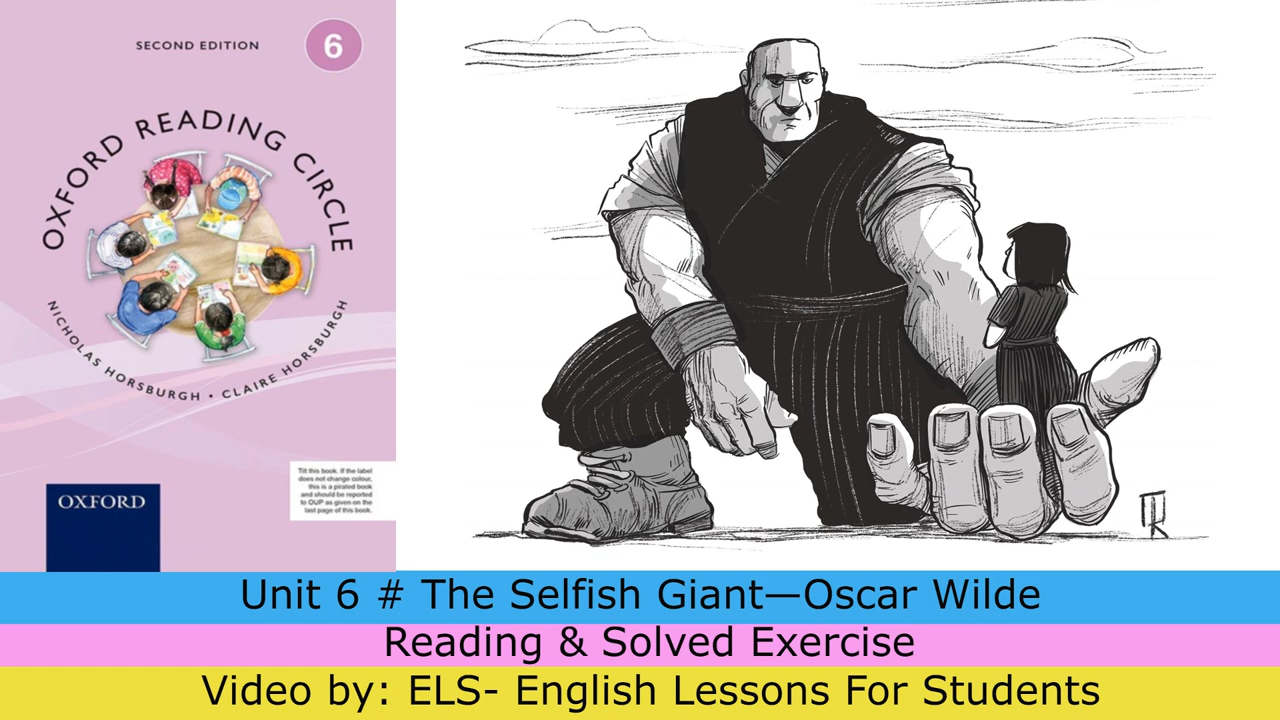 SECOND EDITION
6
OXFORD READING CIRCLE
NICHOLAS HORSBURGH • CLAIRE HORSBURGH
Tilt this book. If the label
does not change colour,
this is a pirated book
and should be reported
to OUP as given on the
last page of this book.
OXFORD
Unit 6 # The Selfish Giant—Oscar Wilde
Reading & Solved Exercise
Video by: ELS- English Lessons For Students